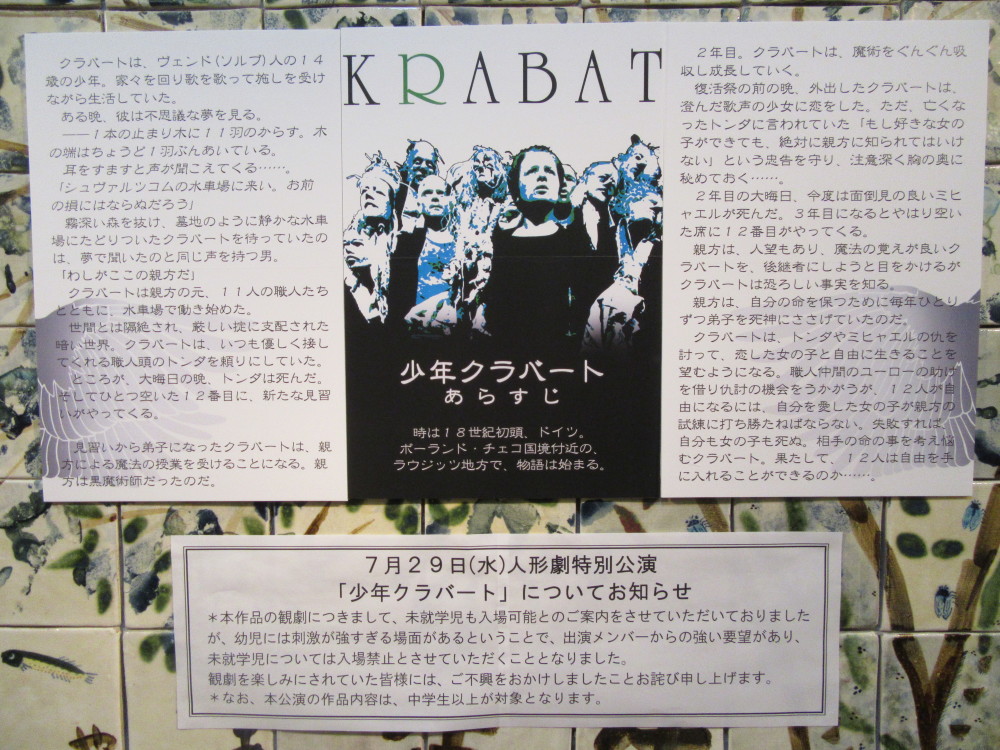 クラバートは、ヴェンド(ソルブ)人の14
歳の少年。家々を回り歌を歌って施しを受け
ながら生活していた。
ある晩、彼は不思議な夢を見る。
――1本の止まり木に11羽のからす。木
の端はちょうど1羽ぶんあいている。
耳をすますと声が聞こえてくる……。
「シュヴァルツコムの水車場に来い。お前
の損にはならぬだろう」
霧深い森を抜け、墓地のように静かな水車
場にたどりついたクラバートを待っていたの
は、夢で聞いたのと同じ声を持つ男。
「わしがここの親方だ」
クラバートは親方の元、11人の職人たち
とともに、水車場で働き始めた。
世間とは隔絶され、厳しい掟に支配された
暗い世界。クラバートは、いつも優しく接し
てくれる職人頭のトンダを頼りにしていた。
ところが、大晦日の晩、トンダは死んだ。
そしてひとつ空いた12番目に、新たな見習
いがやってくる。
見習いから弟子になったクラバートは、親
方による魔法の授業を受けることになる。親
方は黒魔術師だったのだ。
KRABAT
少年クラバート
あらすじ
時は18世紀初頭、ドイツ。
ポーランド・チェコ国境付近の、
ラウジッツ地方で、物語は始まる。
2年目。クラバートは、魔術をぐんぐん吸
収し成長していく。
復活祭の前の晩、外出したクラバートは、
澄んだ歌声の少女に恋をした。ただ、亡くな
ったトンダに言われていた「もし好きな女の
子ができても、絶対に親方に知られてはいけ
ない」という忠告を守り、注意深く胸の奥に
秘めておく……。
2年目の大晦日、今度は面倒見の良いミヒ
ャエルが死んだ。3年目になるとやはり空い
た席に12番目がやってくる。
親方は、人望もあり、魔法の覚えが良いク
ラバートを、後継者にしようと目をかけるが
クラバートは恐ろしい事実を知る。
親方は、自分の命を保つために毎年ひとり
ずつ弟子を死神にささげていたのだ。
クラバートは、トンダやミヒャエルの仇を
討って、恋した女の子と自由に生きることを
望むようになる。職人仲間のユーローの助け
を借り仇討の機会をうかがうが、12人が自
由になるには、自分を愛した女の子が親方の
試練に打ち勝たねばならない。失敗すれば、
自分も女の子も死ぬ。相手の命の事を考え悩
むクラバート。果たして、12人は自由を手
に入れることができるのか……。
7月29日(水)人形劇特別公演
「少年クラバート」についてお知らせ
＊本作品の観劇につきまして、未就学児も入場可能とのご案内をさせていただいておりました
が、幼児には刺激が強すぎる場面があるということで、出演メンバーからの強い要望があり、
未就学児については入場禁止とさせていただくこととなりました。
観劇を楽しみにされていた皆様には、ご不興をおかけしましたことお詫び申し上げます。
＊なお、本公演の作品内容は、中学生以上が対象となります。